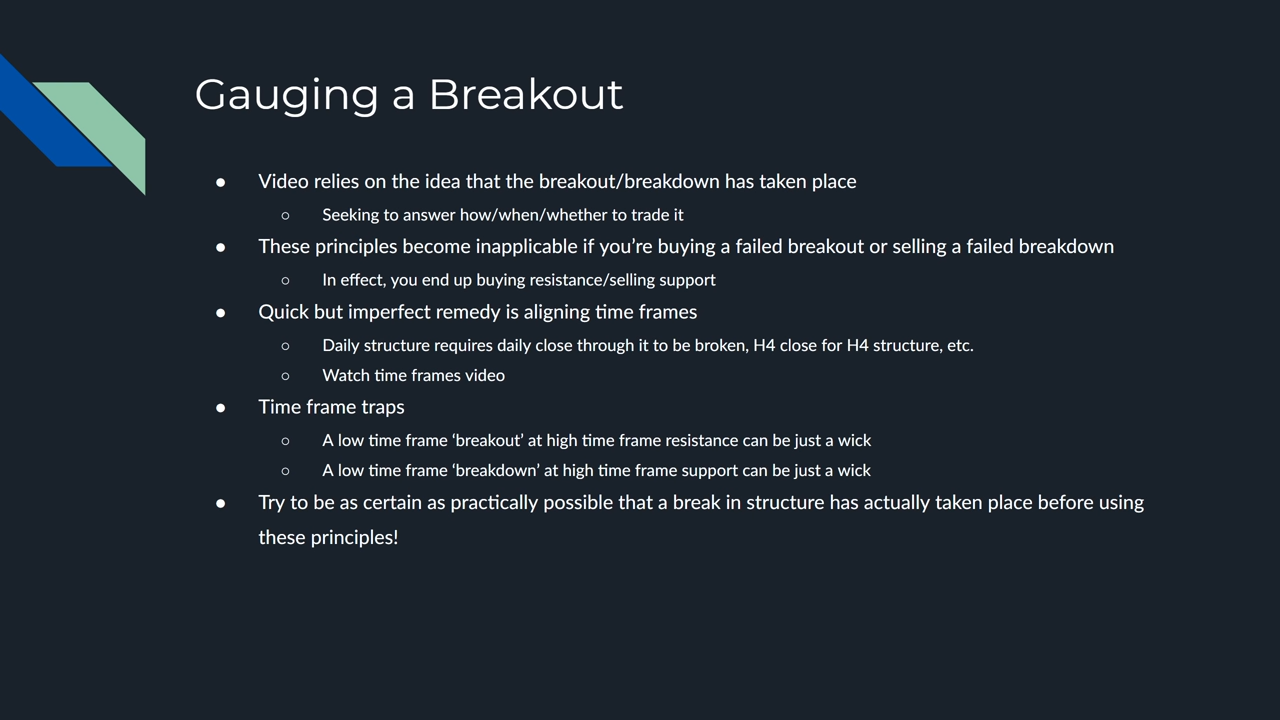 Gauging a Breakout
● Video relies on the idea that the breakout/breakdown has taken place
○ Seeking to answer how/when/whether to trade it
● These principles become inapplicable if you’re buying a failed breakout or selling a failed breakdown
○ In effect, you end up buying resistance/selling support
● Quick but imperfect remedy is aligning time frames
○ Daily structure requires daily close through it to be broken, H4 close for H4 structure, etc.
○ Watch time frames video
● Time frame traps
○ A low time frame ‘breakout’ at high time frame resistance can be just a wick
○ A low time frame ‘breakdown’ at high time frame support can be just a wick
● Try to be as certain as practically possible that a break in structure has actually taken place before using
these principles!